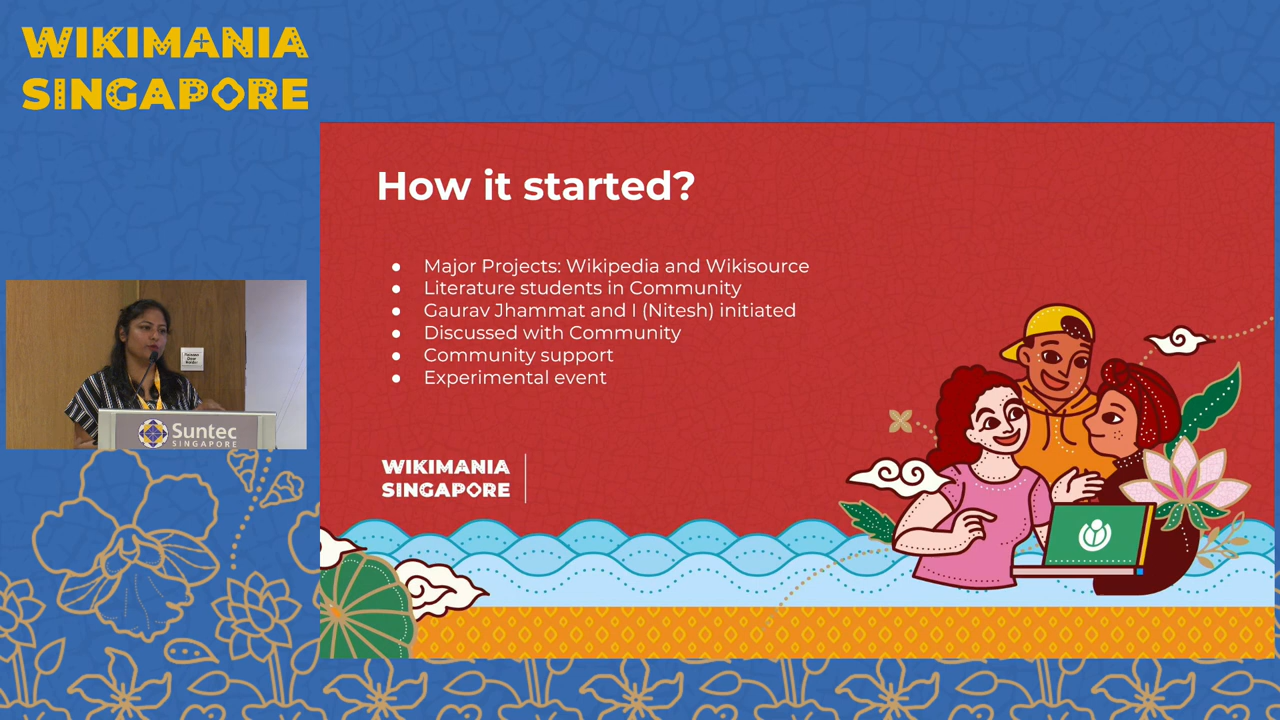 WIKIMANIA
SINGAPORE
How it started?
● Major Projects: Wikipedia and Wikisource
● Literature students in Community
● Gaurav Jhammat and I (Nitesh) initiated
● Discussed with Community
● Community support
● Experimental event
WIKIMANIA
SINGAPORE
Suntec
SINGAPORE